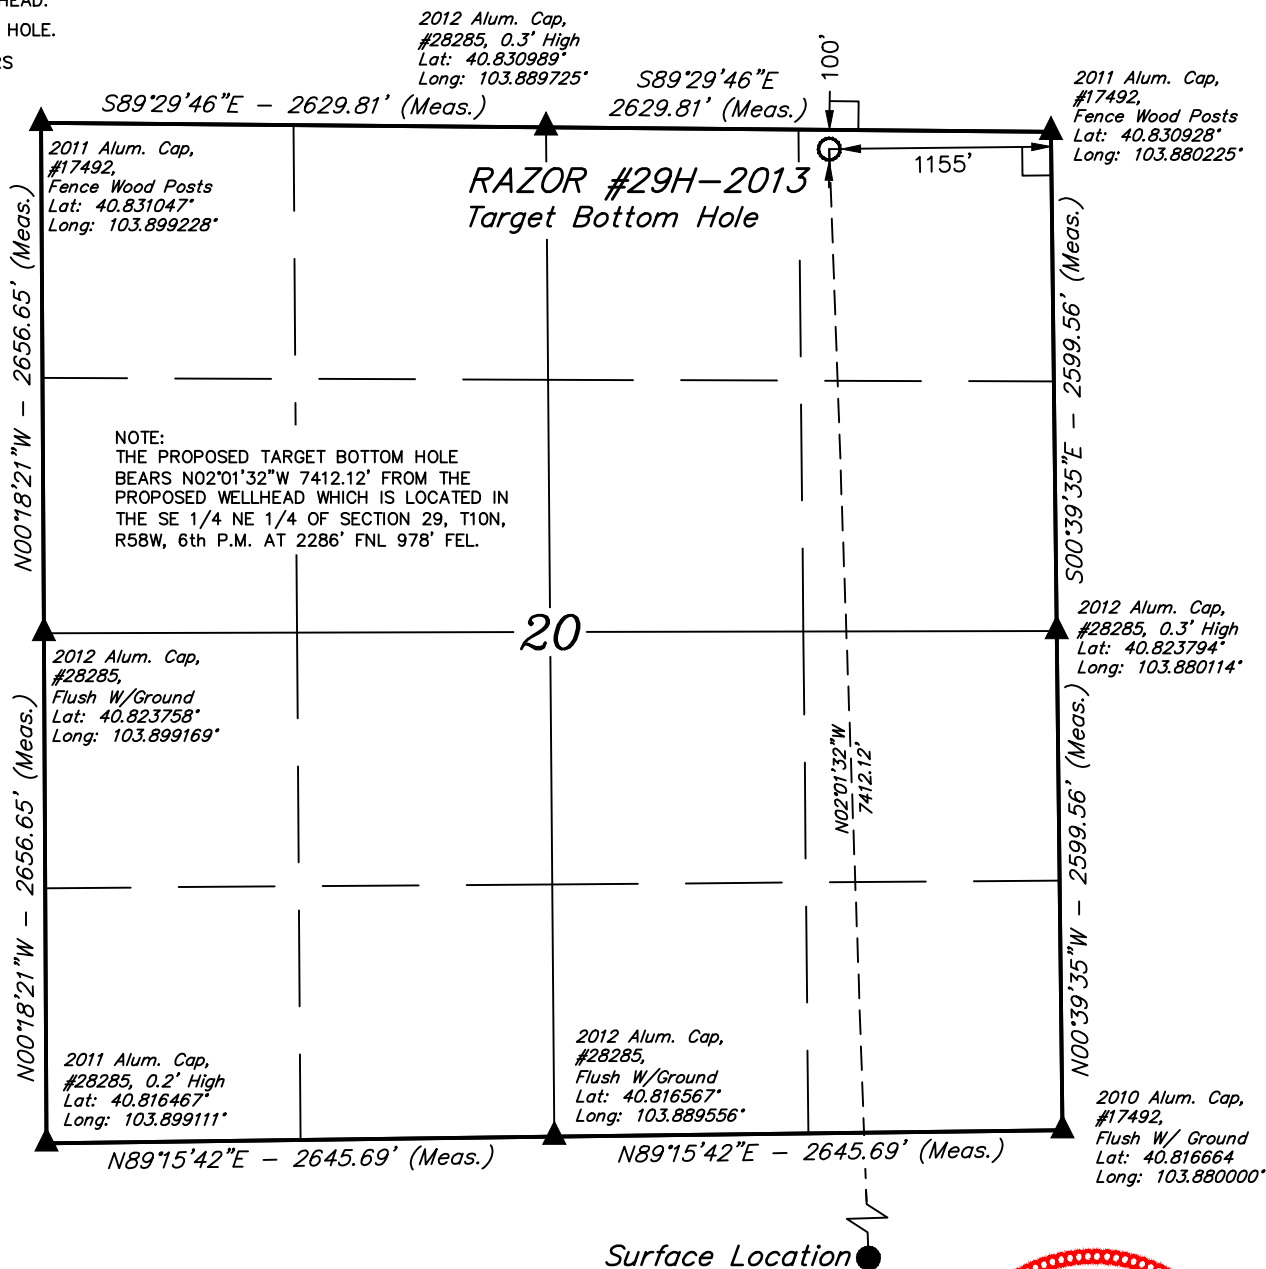 HEAD.
HOLE.
RS
2012 Alum. Cap,
#28285, 0.3' High
Lat: 40.830989°
Long: 103.889725°
S89°29'46"E – 2629.81' (Meas.)
S89°29'46"E
2629.81' (Meas.)
100'
2011 Alum. Cap,
#17492,
Fence Wood Posts
Lat: 40.830928°
Long: 103.880225°
2011 Alum. Cap,
#17492,
Fence Wood Posts
Lat: 40.831047°
Long: 103.899228°
1155'
RAZOR #29H–2013
Target Bottom Hole
N00°18'21"W – 2656.65' (Meas.)
S00°39'35"E – 2599.56' (Meas.)
NOTE:
THE PROPOSED TARGET BOTTOM HOLE
BEARS N02°01'32"W 7412.12' FROM THE
PROPOSED WELLHEAD WHICH IS LOCATED IN
THE SE 1/4 NE 1/4 OF SECTION 29, T10N,
R58W, 6th P.M. AT 2286' FNL 978' FEL.
20
2012 Alum. Cap,
#28285, 0.3' High
Lat: 40.823794°
Long: 103.880114°
2012 Alum. Cap,
#28285,
Flush W/Ground
Lat: 40.823758°
Long: 103.899169°
N02°01'32"W
7412.12'
N00°18'21"W – 2656.65' (Meas.)
N00°39'35"W – 2599.56' (Meas.)
2011 Alum. Cap,
#28285, 0.2' High
Lat: 40.816467°
Long: 103.899111°
2012 Alum. Cap,
#28285,
Flush W/Ground
Lat: 40.816567°
Long: 103.889556°
2010 Alum. Cap,
#17492,
Flush W/ Ground
Lat: 40.816664
Long: 103.880000°
N89°15'42"E – 2645.69' (Meas.)
N89°15'42"E – 2645.69' (Meas.)
Surface Location